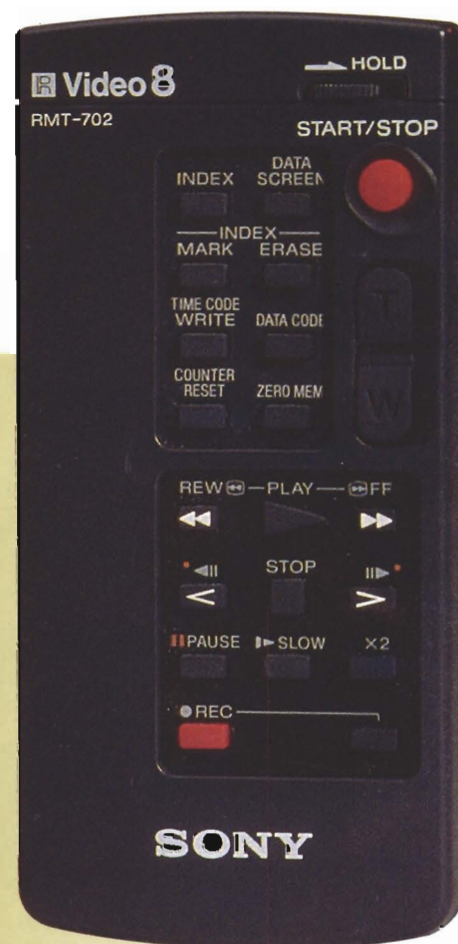 HOLD
R Video 8
RMT-702
START/STOP
INDEX
DATA
SCREEN
INDEX
MARK ERASE
TIME CODE
WRITE
DATA CODE
COUNTER
RESET
ZERO MEM
T
W
REW PLAY FF
STOP
PAUSE SLOW ×2
REC
SONY